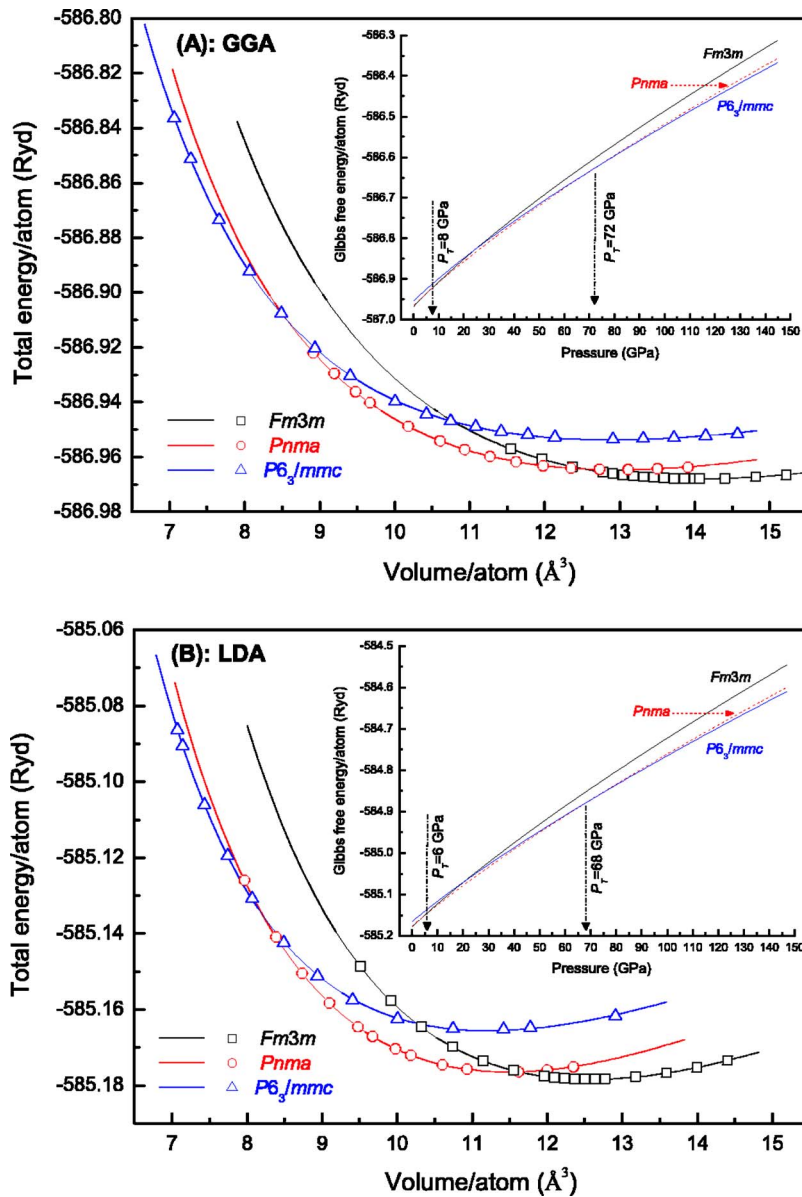 (A): GGA
Total energy/atom (Ryd)
-586.80
-586.82
-586.84
-586.86
-586.88
-586.90
-586.92
-586.94
-586.96
-586.98
7 8 9 10 11 12 13 14 15
Volume/atom (Å³)
Fm3m
Pnma
P6₃/mmc
Gibbs free energy/atom (Ryd)
-586.3
-586.4
-586.5
-586.6
-586.7
-586.8
-586.9
-587.0
0 10 20 30 40 50 60 70 80 90 100 110 120 130 140 150
Pressure (GPa)
Fm3m
Pnma
P6₃/mmc
P_T=8 GPa
P_T=72 GPa
(B): LDA
Total energy/atom (Ryd)
-585.06
-585.08
-585.10
-585.12
-585.14
-585.16
-585.18
7 8 9 10 11 12 13 14 15
Volume/atom (Å³)
Fm3m
Pnma
P6₃/mmc
Gibbs free energy/atom (Ryd)
-584.5
-584.6
-584.7
-584.8
-584.9
-585.0
-585.1
-585.2
0 10 20 30 40 50 60 70 80 90 100 110 120 130 140 150
Pressure (GPa)
Fm3m
Pnma
P6₃/mmc
P_T=6 GPa
P_T=68 GPa